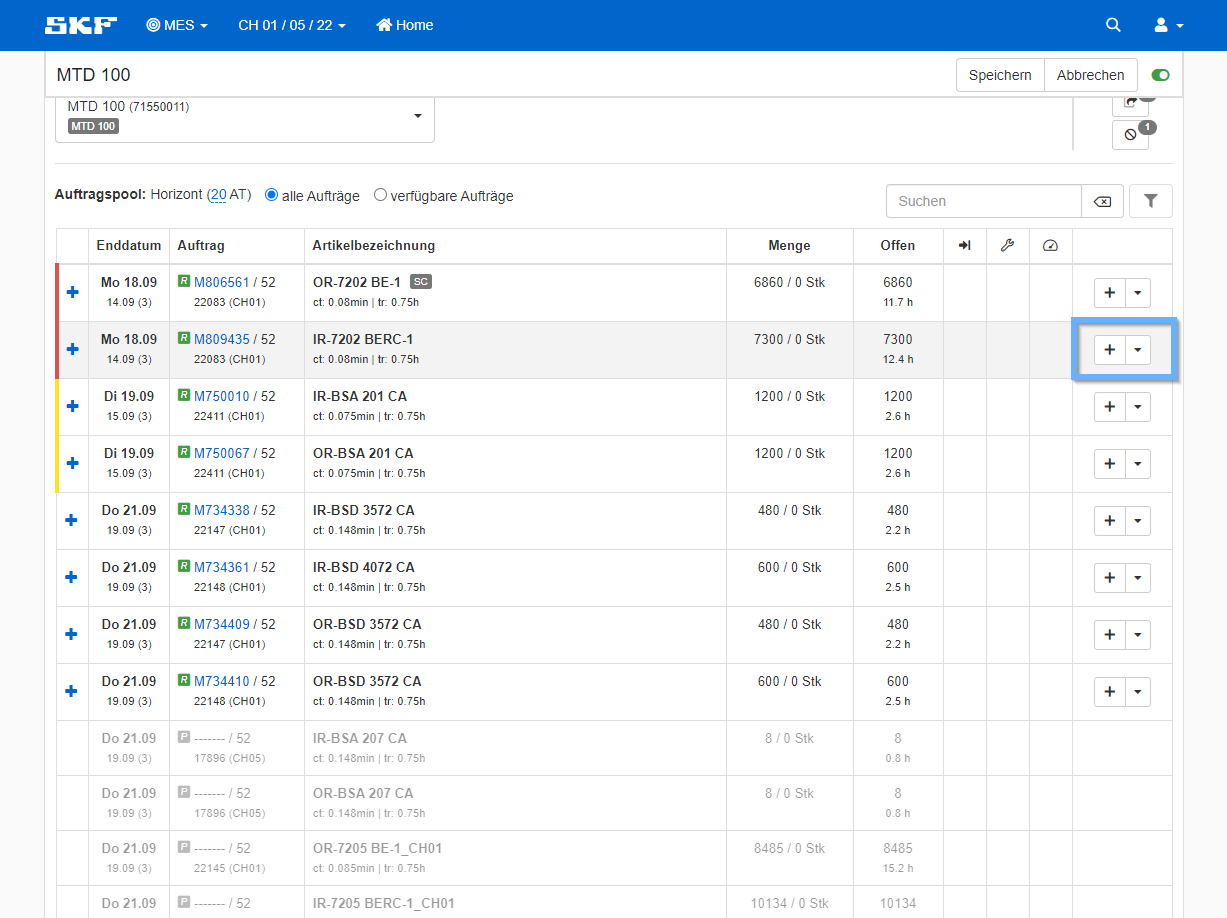 SKF MES CH 01 / 05 / 22 Home
MTD 100 Speichern Abbrechen
MTD 100 (71550011)
MTD 100
1
Auftragspool: Horizont (20 AT) alle Aufträge verfügbare Aufträge Suchen
Enddatum Auftrag Artikelbezeichnung Menge Offen
Mo 18.09 R M806561 / 52 OR-7202 BE-1 SC 6860 / 0 Stk 6860
14.09 (3) 22083 (CH01) ct: 0.08min | tr: 0.75h 11.7 h
Mo 18.09 R M809435 / 52 IR-7202 BERC-1 7300 / 0 Stk 7300
14.09 (3) 22083 (CH01) ct: 0.08min | tr: 0.75h 12.4 h
Di 19.09 R M750010 / 52 IR-BSA 201 CA 1200 / 0 Stk 1200
15.09 (3) 22411 (CH01) ct: 0.075min | tr: 0.75h 2.6 h
Di 19.09 R M750067 / 52 OR-BSA 201 CA 1200 / 0 Stk 1200
15.09 (3) 22411 (CH01) ct: 0.075min | tr: 0.75h 2.6 h
Do 21.09 R M734338 / 52 IR-BSD 3572 CA 480 / 0 Stk 480
19.09 (3) 22147 (CH01) ct: 0.148min | tr: 0.75h 2.2 h
Do 21.09 R M734361 / 52 IR-BSD 4072 CA 600 / 0 Stk 600
19.09 (3) 22148 (CH01) ct: 0.148min | tr: 0.75h 2.5 h
Do 21.09 R M734409 / 52 OR-BSD 3572 CA 480 / 0 Stk 480
19.09 (3) 22147 (CH01) ct: 0.148min | tr: 0.75h 2.2 h
Do 21.09 R M734410 / 52 OR-BSD 3572 CA 600 / 0 Stk 600
19.09 (3) 22148 (CH01) ct: 0.148min | tr: 0.75h 2.5 h
Do 21.09 P ------- / 52 IR-BSA 207 CA 8 / 0 Stk 8
19.09 (3) 17896 (CH05) ct: 0.148min | tr: 0.75h 0.8 h
Do 21.09 P ------- / 52 OR-BSA 207 CA 8 / 0 Stk 8
19.09 (3) 17896 (CH05) ct: 0.148min | tr: 0.75h 0.8 h
Do 21.09 P ------- / 52 OR-7205 BE-1_CH01 8485 / 0 Stk 8485
19.09 (3) 22145 (CH01) ct: 0.085min | tr: 0.75h 15.2 h
Do 21.09 P ------- / 52 IR-7205 BERC-1_CH01 10134 / 0 Stk 10134